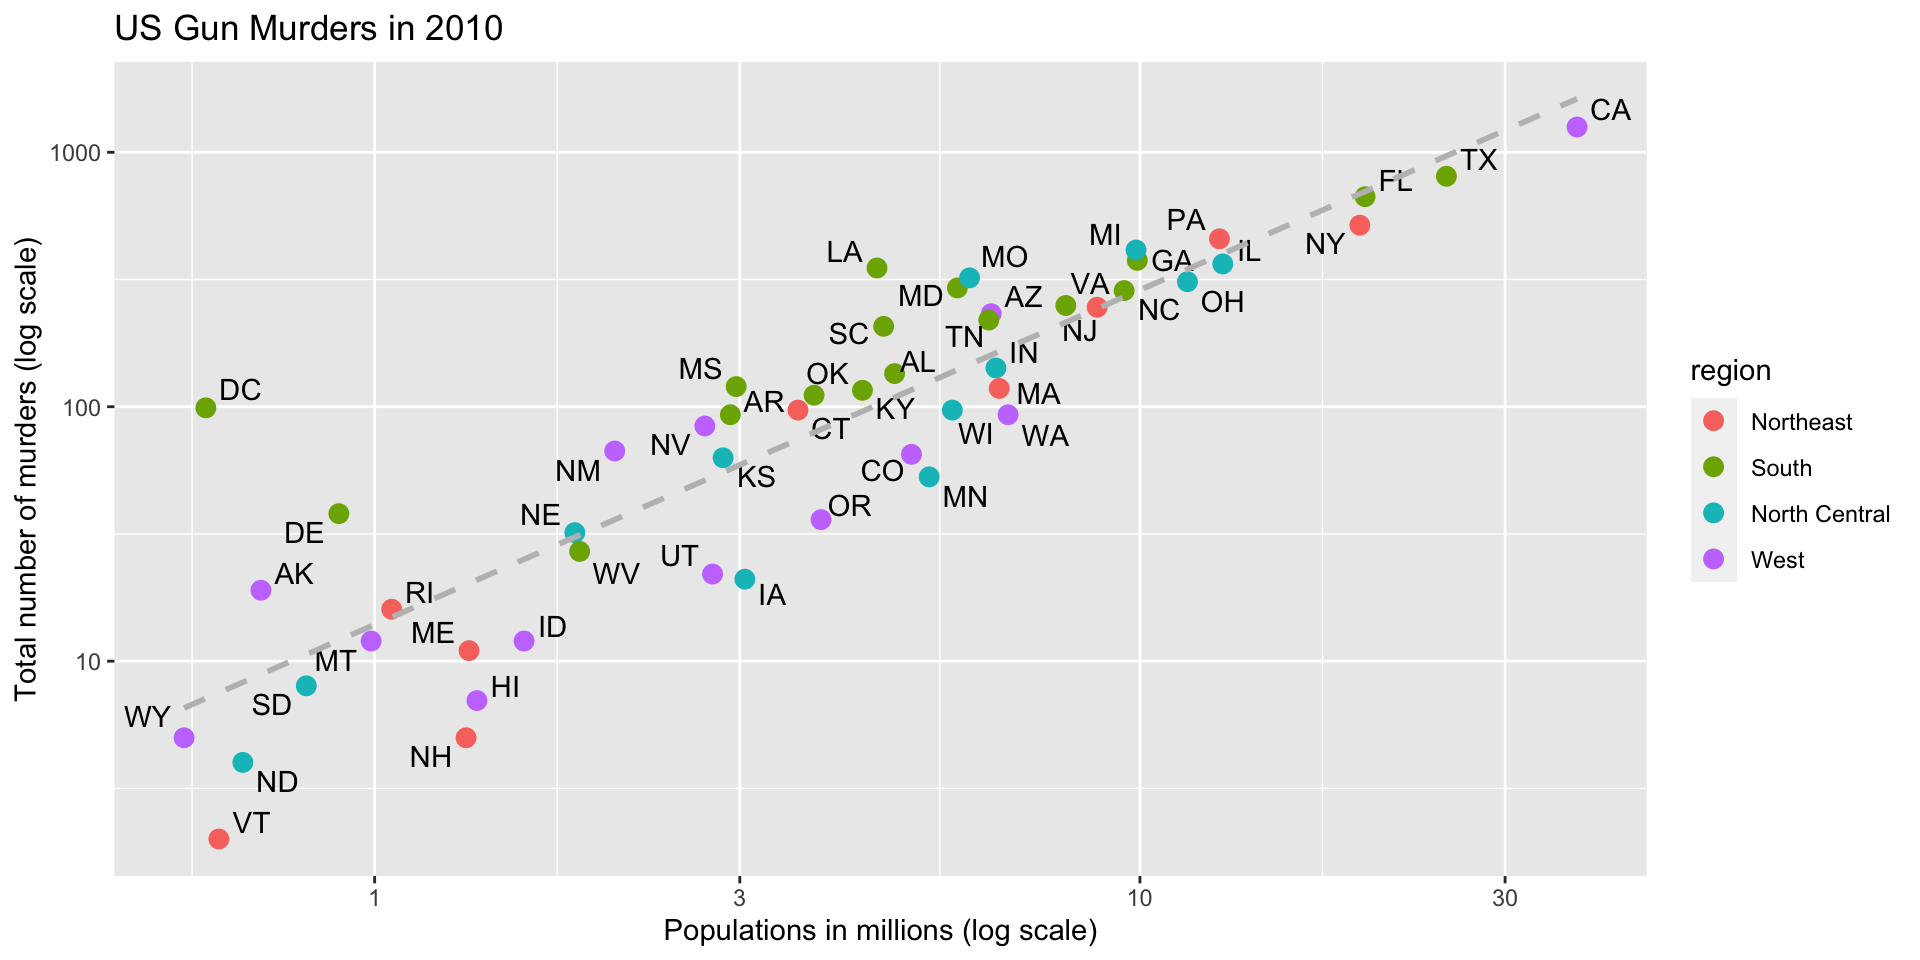 US Gun Murders in 2010
Total number of murders (log scale)
1000
100
10
CA
TX
FL
PA
NY
MI
IL
LA
MO
GA
MD
AZ
VA
OH
NC
SC
TN
NJ
IN
MS
OK
AL
DC
AR
MA
KY
CT
WI
WA
NV
NM
KS
CO
MN
OR
NE
DE
UT
WV
AK
IA
RI
ME
ID
MT
HI
SD
WY
NH
ND
VT
1
3
10
30
Populations in millions (log scale)
region
Northeast
South
North Central
West